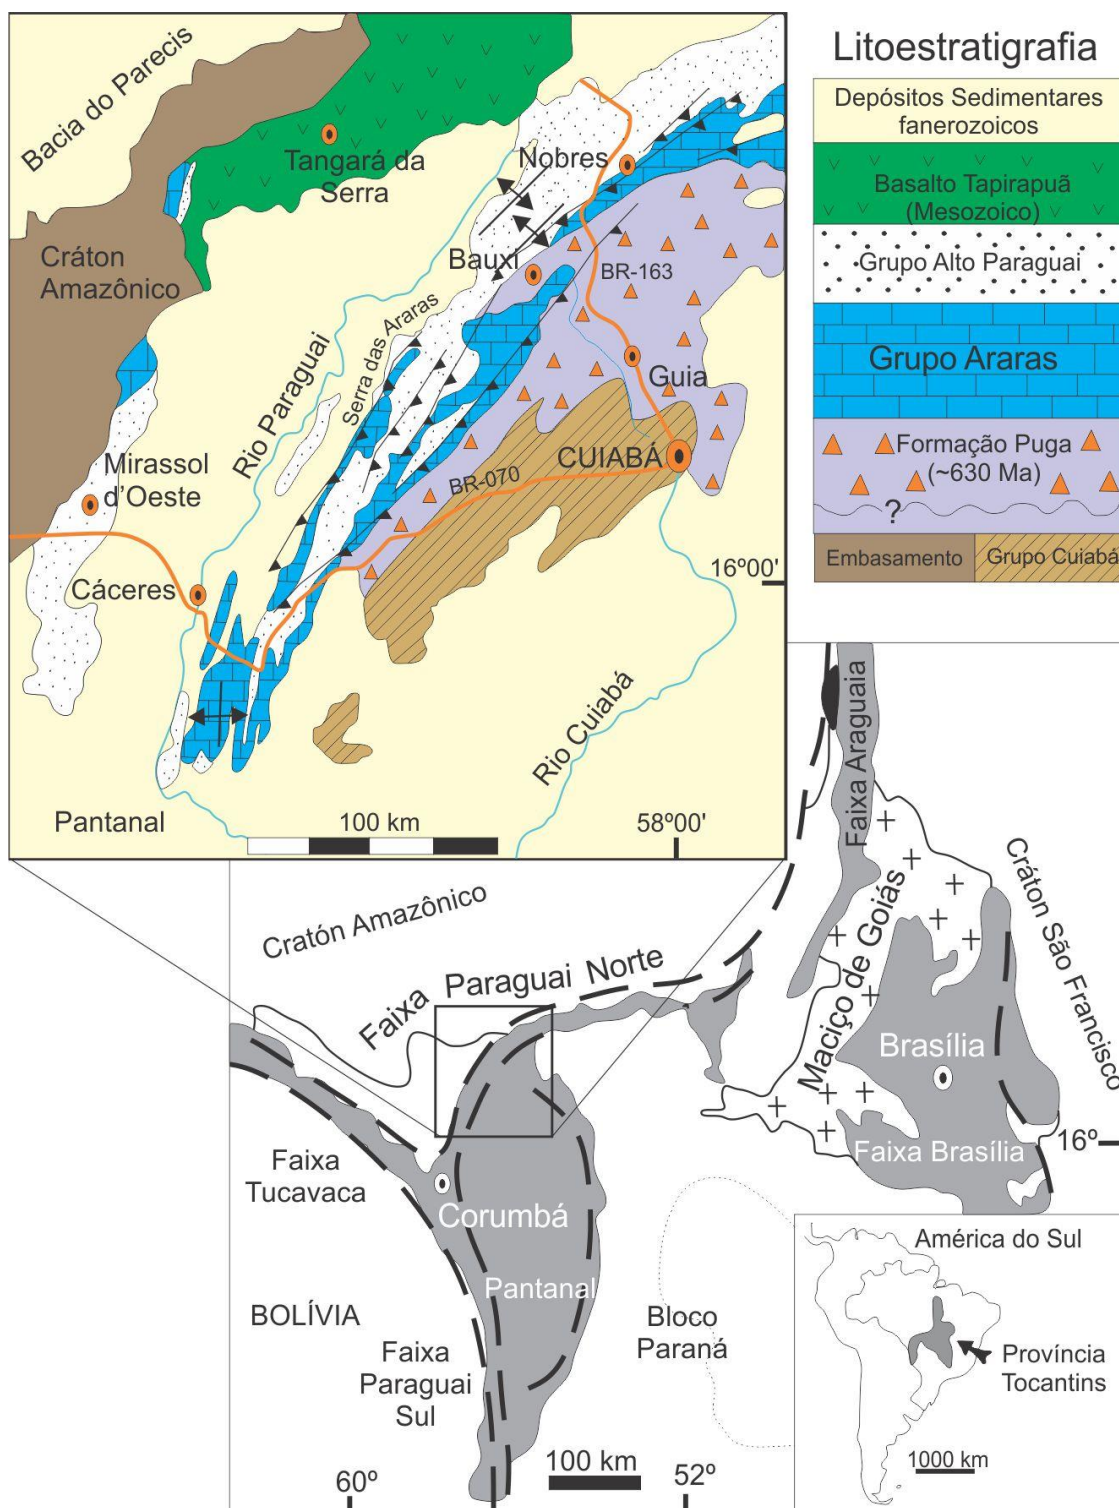 Bacia do Parecis
Tangará da
Serra
Nobres
Cráton
Amazônico
Bauxi
BR-163
Rio Paraguai
Serra das Araras
Guia
Mirassol
d'Oeste
CUIABÁ
BR-070
Cáceres
16º00'
Rio Cuiabá
Pantanal
100 km
58º00'
Litoestratigrafia
Depósitos Sedimentares
fanerozoicos
Basalto Tapirapuã
(Mesozoico)
Grupo Alto Paraguai
Grupo Araras
Formação Puga
(~630 Ma)
?
Embasamento
Grupo Cuiabá
Cratón Amazônico
Faixa Paraguai Norte
Faixa Araguaia
Maciço de Goiás
Cráton São Francisco
Brasília
Faixa Brasília
16º
Faixa
Tucavaca
Corumbá
Pantanal
BOLÍVIA
Faixa
Paraguai
Sul
Bloco
Paraná
100 km
60º
52º
América do Sul
Província
Tocantins
1000 km